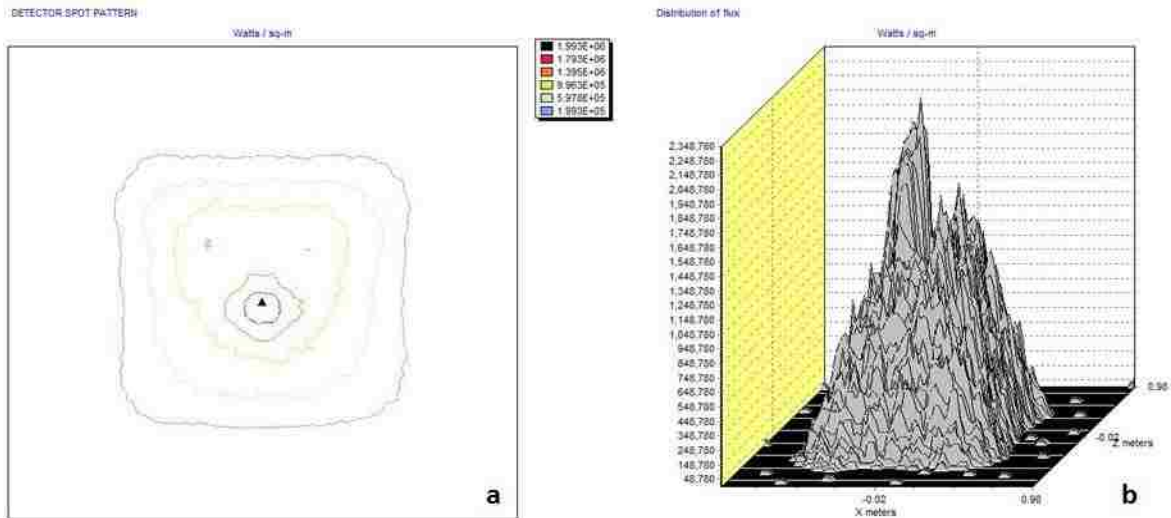 DETECTOR SPOT PATTERN
Watts / sq-m
1.993E+06
1.793E+06
1.395E+06
9.963E+05
5.978E+05
1.993E+05
a
Distribution of flux
Watts / sq-m
2,348,780
2,248,780
2,148,780
2,048,780
1,948,780
1,848,780
1,748,780
1,648,780
1,548,780
1,448,780
1,348,780
1,248,780
1,148,780
1,048,780
948,780
848,780
748,780
648,780
548,780
448,780
348,780
248,780
148,780
48,780
0.98
-0.02
Z meters
-0.02
0.98
X meters
b